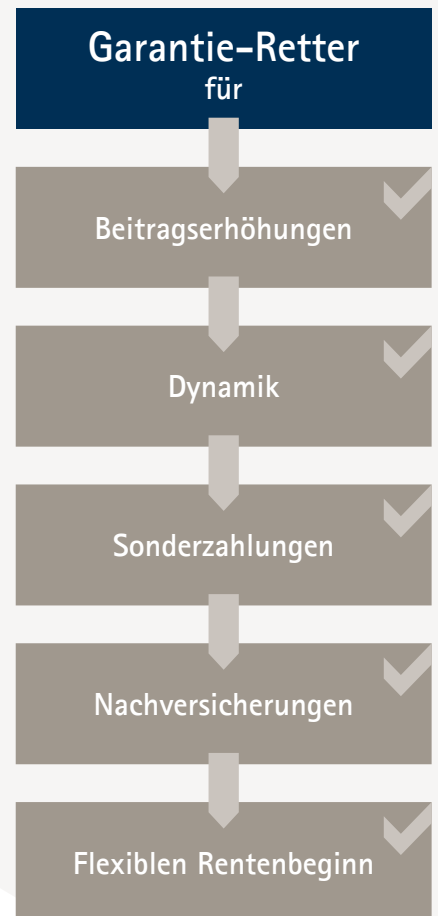 Garantie-Retter
für
Beitragserhöhungen
Dynamik
Sonderzahlungen
Nachversicherungen
Flexiblen Rentenbeginn